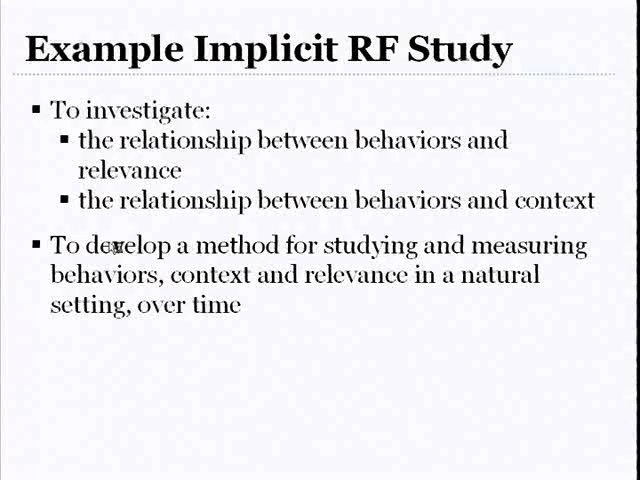 Example Implicit RF Study
▪ To investigate:
▪ the relationship between behaviors and
relevance
▪ the relationship between behaviors and context
▪ To develop a method for studying and measuring
behaviors, context and relevance in a natural
setting, over time